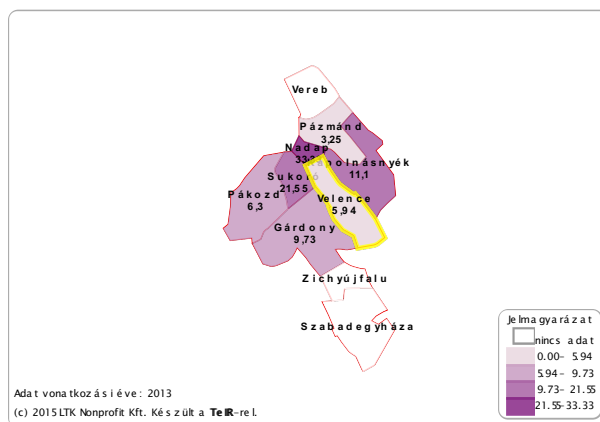 Vereb
Pázmánd
3,25
Nadap
33,3
Kápolnásnyék
11,1
Sukoró
21,55
Velence
5,94
Pákozd
6,3
Gárdony
9,73
Zichyújfalu
Szabadegyháza
Jelmagyarázat
nincs adat
0.00- 5.94
5.94- 9.73
9.73- 21.55
21.55-33.33
Adat vonatkozási éve: 2013
(c) 2015 LTK Nonprofit Kft. Készült a TeIR-rel.